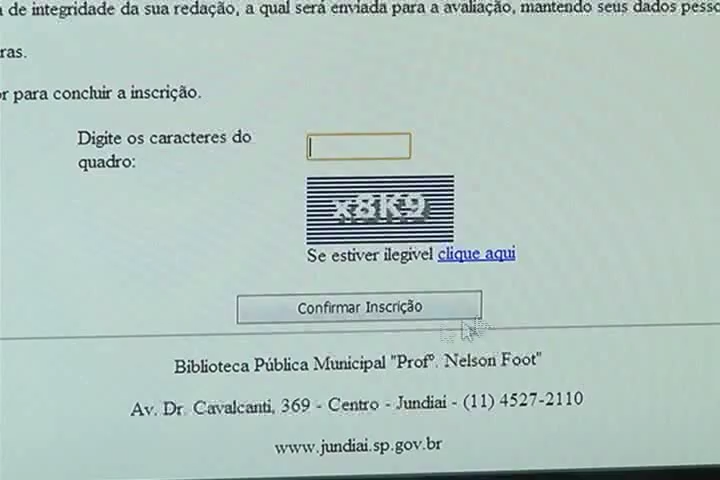 de integridade da sua redação, a qual será enviada para a avaliação, mantendo seus dados
ras.
para concluir a inscrição.
Digite os caracteres do
quadro:
x8K9
Se estiver ilegivel clique aqui
Confirmar Inscrição
Biblioteca Pública Municipal "Profº. Nelson Foot"
Av. Dr. Cavalcanti, 369 - Centro - Jundiai - (11) 4527-2110
www.jundiai.sp.gov.br